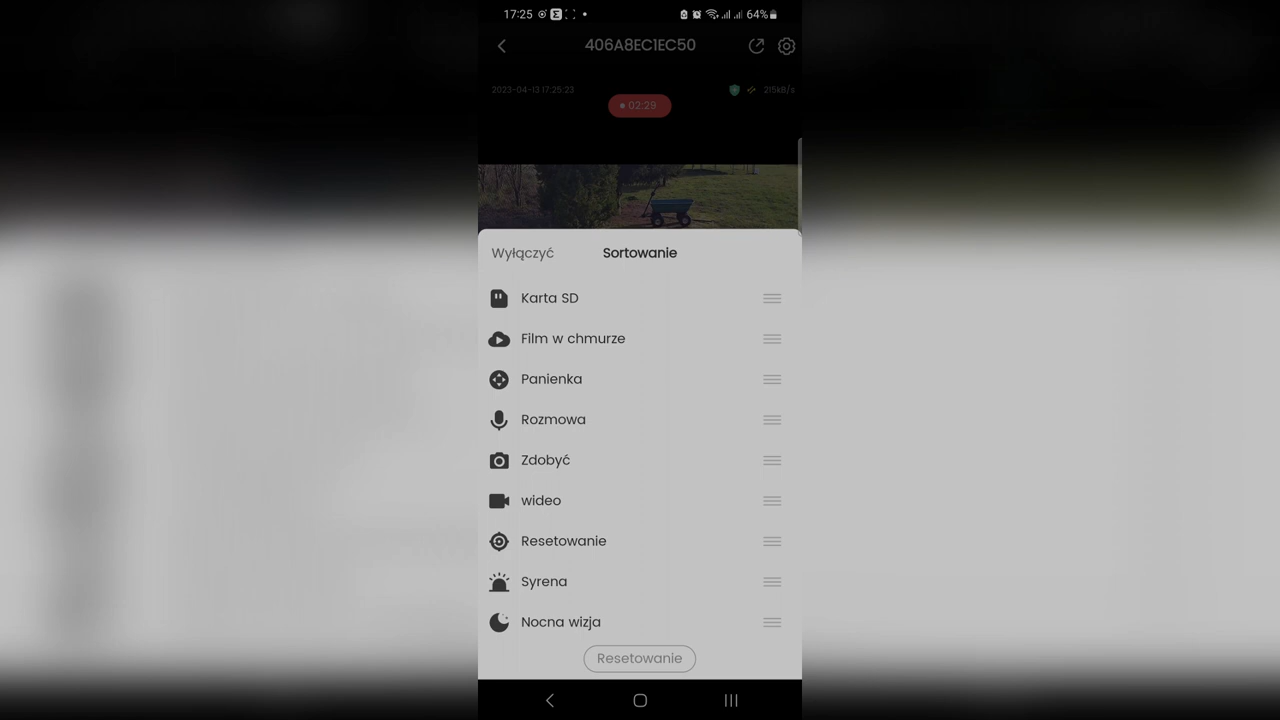 17:25
64%
406A8EC1EC50
2023-04-13 17:25:23
215kB/s
02:29
Wyłączyć
Sortowanie
Karta SD
Film w chmurze
Panienka
Rozmowa
Zdobyć
wideo
Resetowanie
Syrena
Nocna wizja
Resetowanie